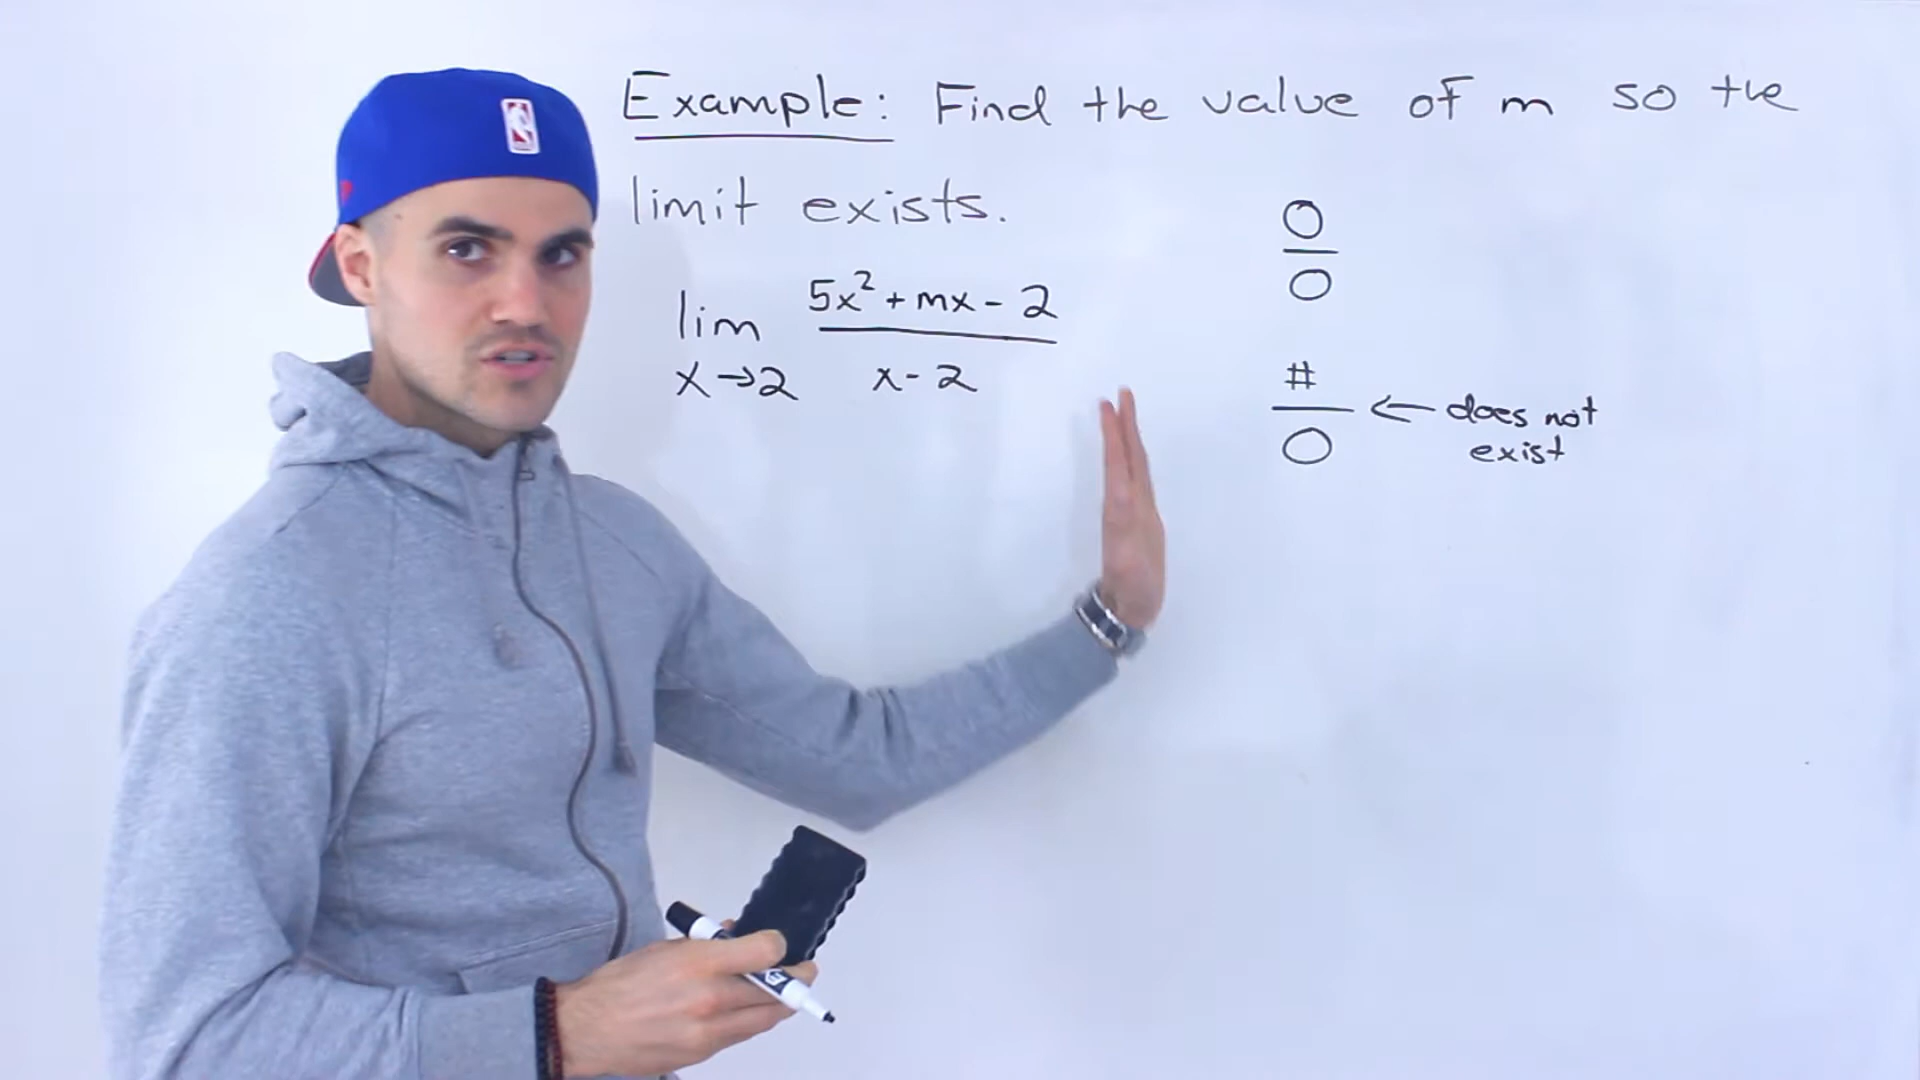 Example: Find the value of m so the
limit exists.
lim 5x²+mx-2
x→2 x-2
0
0
#
0 ← does not
exist